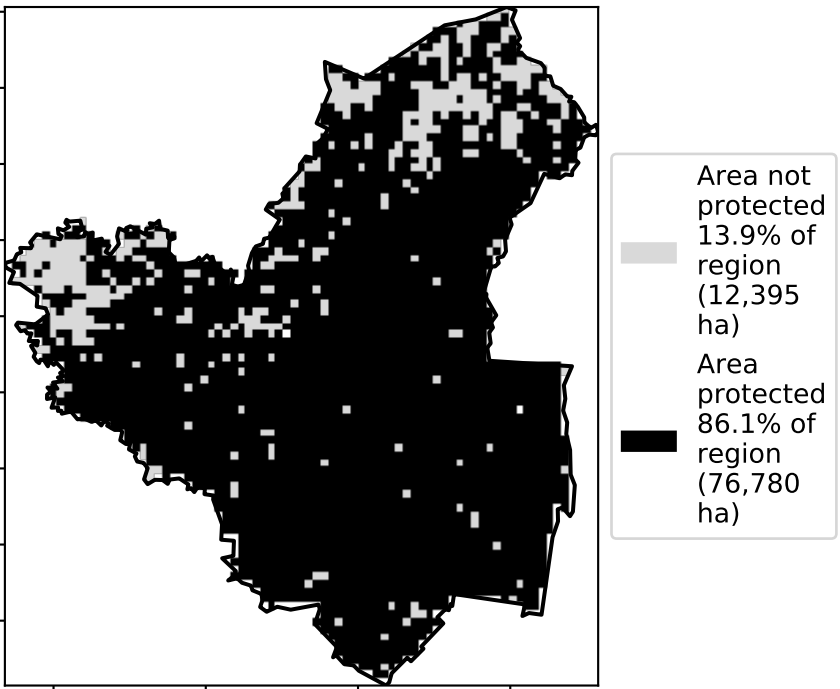 Area not
protected
13.9% of
region
(12,395
ha)
Area
protected
86.1% of
region
(76,780
ha)